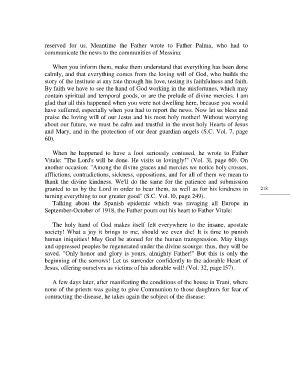 reserved for us. Meantime the Father wrote to Father Palma, who had to
communicate the news to the communities of Messina:
When you inform them, make them understand that everything has been done
calmly, and that everything comes from the loving will of God, who builds the
story of the institute at any rate through his love, testing its faithfulness and faith.
By faith we have to see the hand of God working in the misfortunes, which may
contain spiritual and temporal goods, or are the prelude of divine mercies. I am
glad that all this happened when you were not dwelling here, because you would
have suffered, especially when you had to report the news. Now let us bless and
praise the loving will of our Jesus and his most holy mother! Without worrying
about our future, we must be calm and trustful in the most holy Hearts of Jesus
and Mary, and in the protection of our dear guardian angels (S.C. Vol. 7, page
60).
When he happened to have a foot seriously contused, he wrote to Father
Vitale: "The Lord's will be done. He visits us lovingly!" (Vol. 31, page 60). On
another occasion: "Among the divine graces and mercies we notice holy crosses,
afflictions, contradictions, sickness, oppositions, and for all of them we mean to
thank the divine kindness. We'll do the same for the patience and submission
granted to us by the Lord in order to bear them, as well as for his kindness in
turning everything to our greater good" (S.C. Vol. 10, page 249).
Talking about the Spanish epidemic which was ravaging all Europe in
September-October of 1918, the Father pours out his heart to Father Vitale:
The holy hand of God makes itself felt everywhere to the insane, apostate
society! What a joy it brings to me, should we even die! It is time to punish
human iniquities! May God be atoned for the human transgression. May kings
and oppressed peoples be regenerated under the divine scourge: thus, they will be
saved. "Only honor and glory is yours, almighty Father!" But this is only the
beginning of the sorrows! Let us surrender confidently to the adorable Heart of
Jesus, offering ourselves as victims of his adorable will! (Vol. 32, page 157).
A few days later, after manifesting the conditions of the house in Trani, where
none of the priests was going to give Communion to those daughters for fear of
contracting the disease, he takes again the subject of the disease:
218